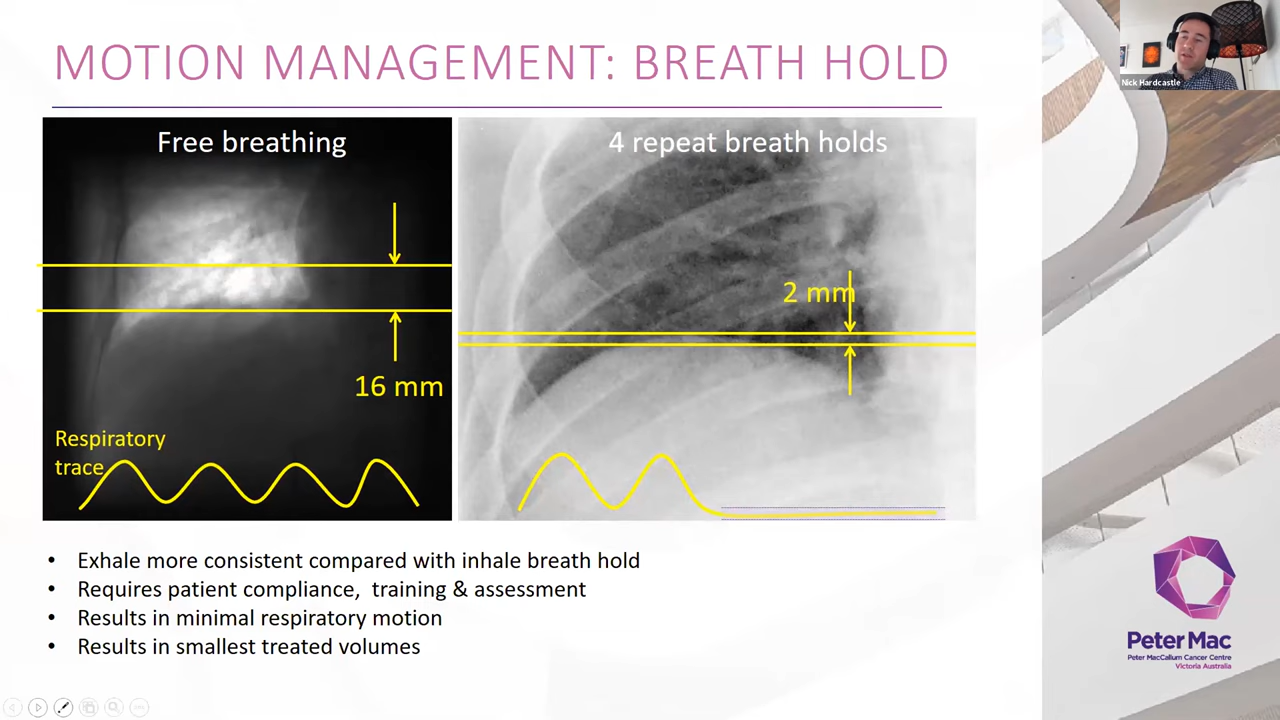 MOTION MANAGEMENT: BREATH HOLD
Nick Hardcastle
Free breathing
4 repeat breath holds
2 mm
16 mm
Respiratory
trace
• Exhale more consistent compared with inhale breath hold
• Requires patient compliance, training & assessment
• Results in minimal respiratory motion
• Results in smallest treated volumes
Peter Mac
Peter MacCallum Cancer Centre
Victoria Australia